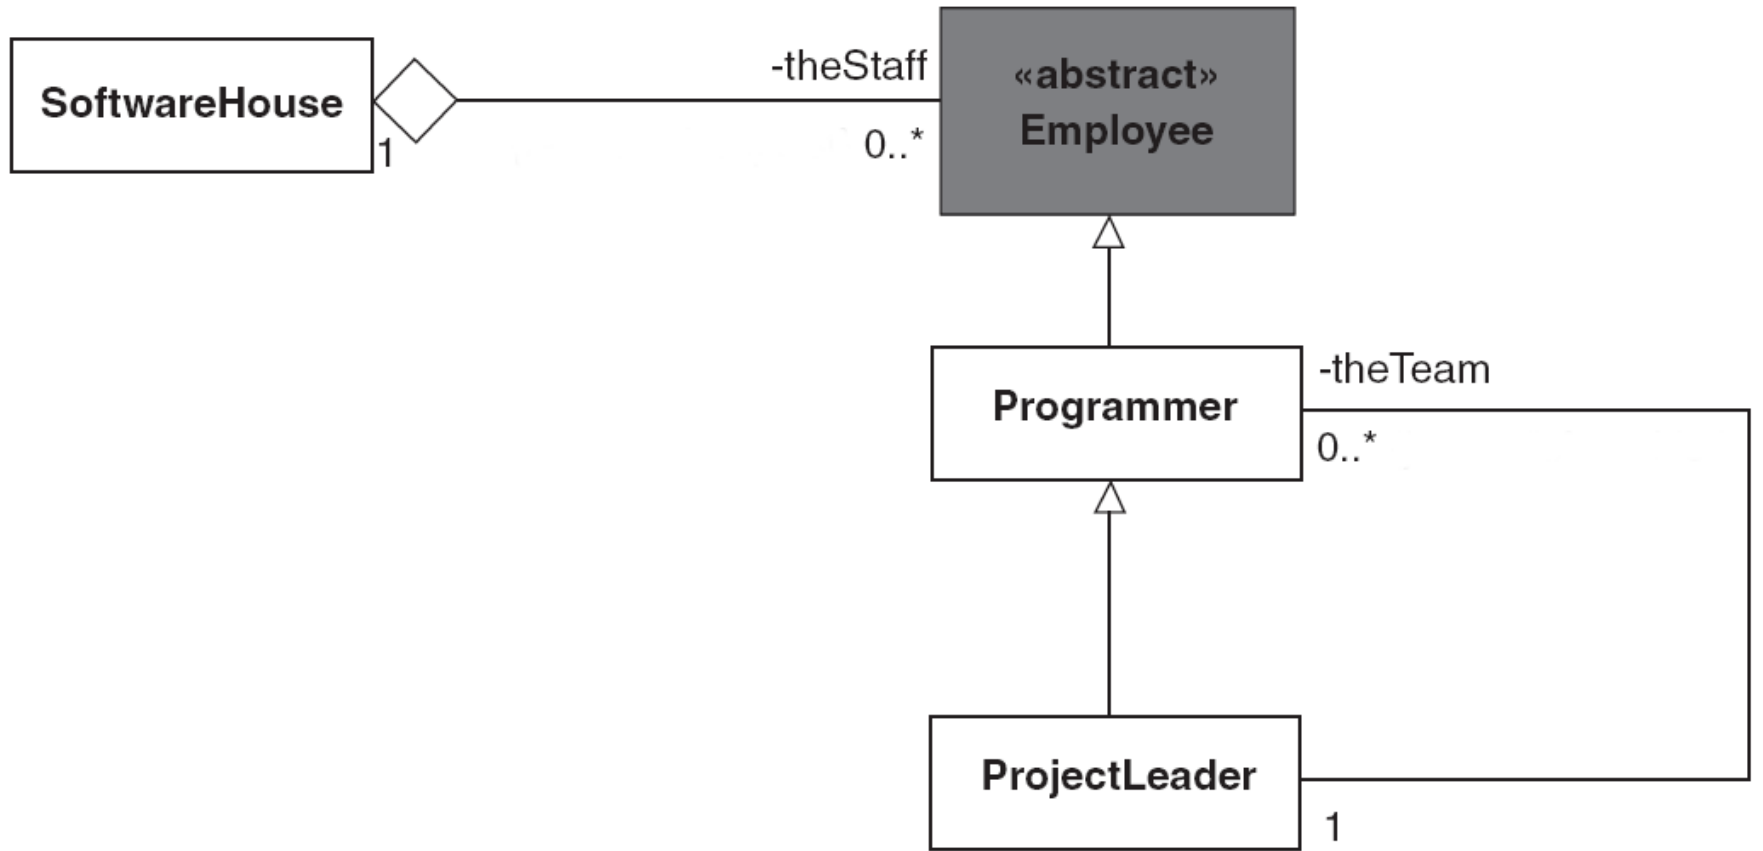 SoftwareHouse
1
-theStaff
0..*
«abstract»
Employee
Programmer
-theTeam
0..*
ProjectLeader
1